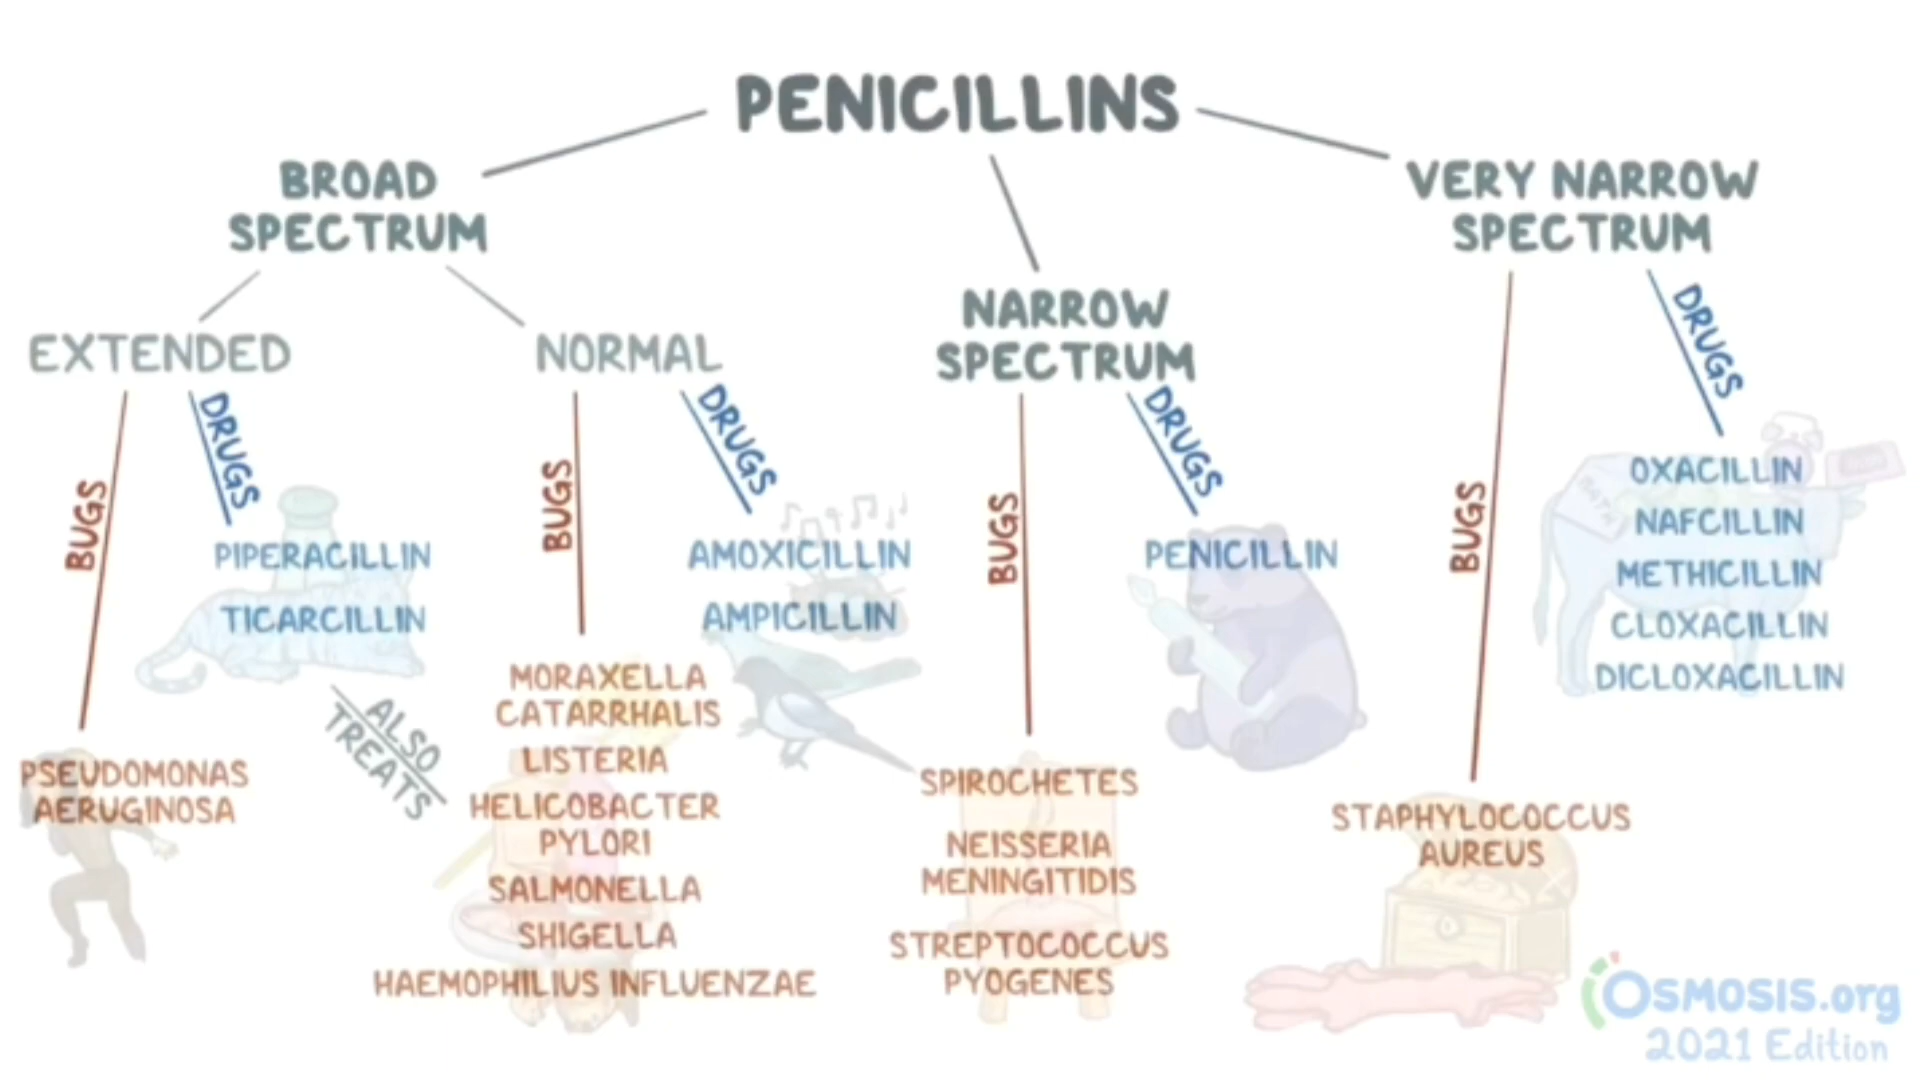 PENICILLINS
BROAD
SPECTRUM
EXTENDED
BUGS
DRUGS
PIPERACILLIN
TICARCILLIN
ALSO
TREATS
PSEUDOMONAS
AERUGINOSA
NORMAL
BUGS
DRUGS
AMOXICILLIN
AMPICILLIN
MORAXELLA
CATARRHALIS
LISTERIA
HELICOBACTER
PYLORI
SALMONELLA
SHIGELLA
HAEMOPHILIUS INFLUENZAE
NARROW
SPECTRUM
BUGS
DRUGS
PENICILLIN
SPIROCHETES
NEISSERIA
MENINGITIDIS
STREPTOCOCCUS
PYOGENES
VERY NARROW
SPECTRUM
BUGS
DRUGS
OXACILLIN
NAFCILLIN
METHICILLIN
CLOXACILLIN
DICLOXACILLIN
STAPHYLOCOCCUS
AUREUS
OSMOSIS.org
2021 Edition